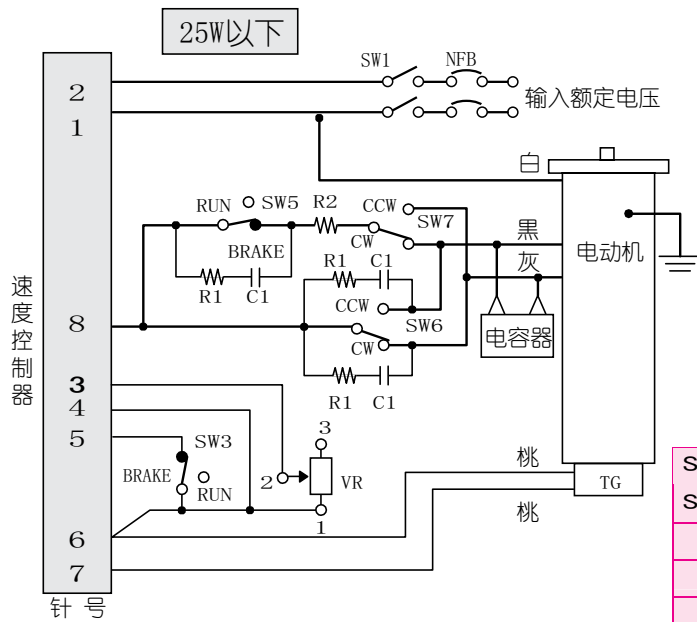 25W以下
SW1 NFB
2
输入额定电压
1
白
RUN SW5 R2 CCW SW7
CW
黑
BRAKE
电动机
灰
R1 C1 R1 C1
速度控制器
CCW
SW6
8
电容器
CW
3
R1 C1
4
5
SW3
3
BRAKE
2
VR
RUN
桃
TG
1
桃
6
7
针号
S
S